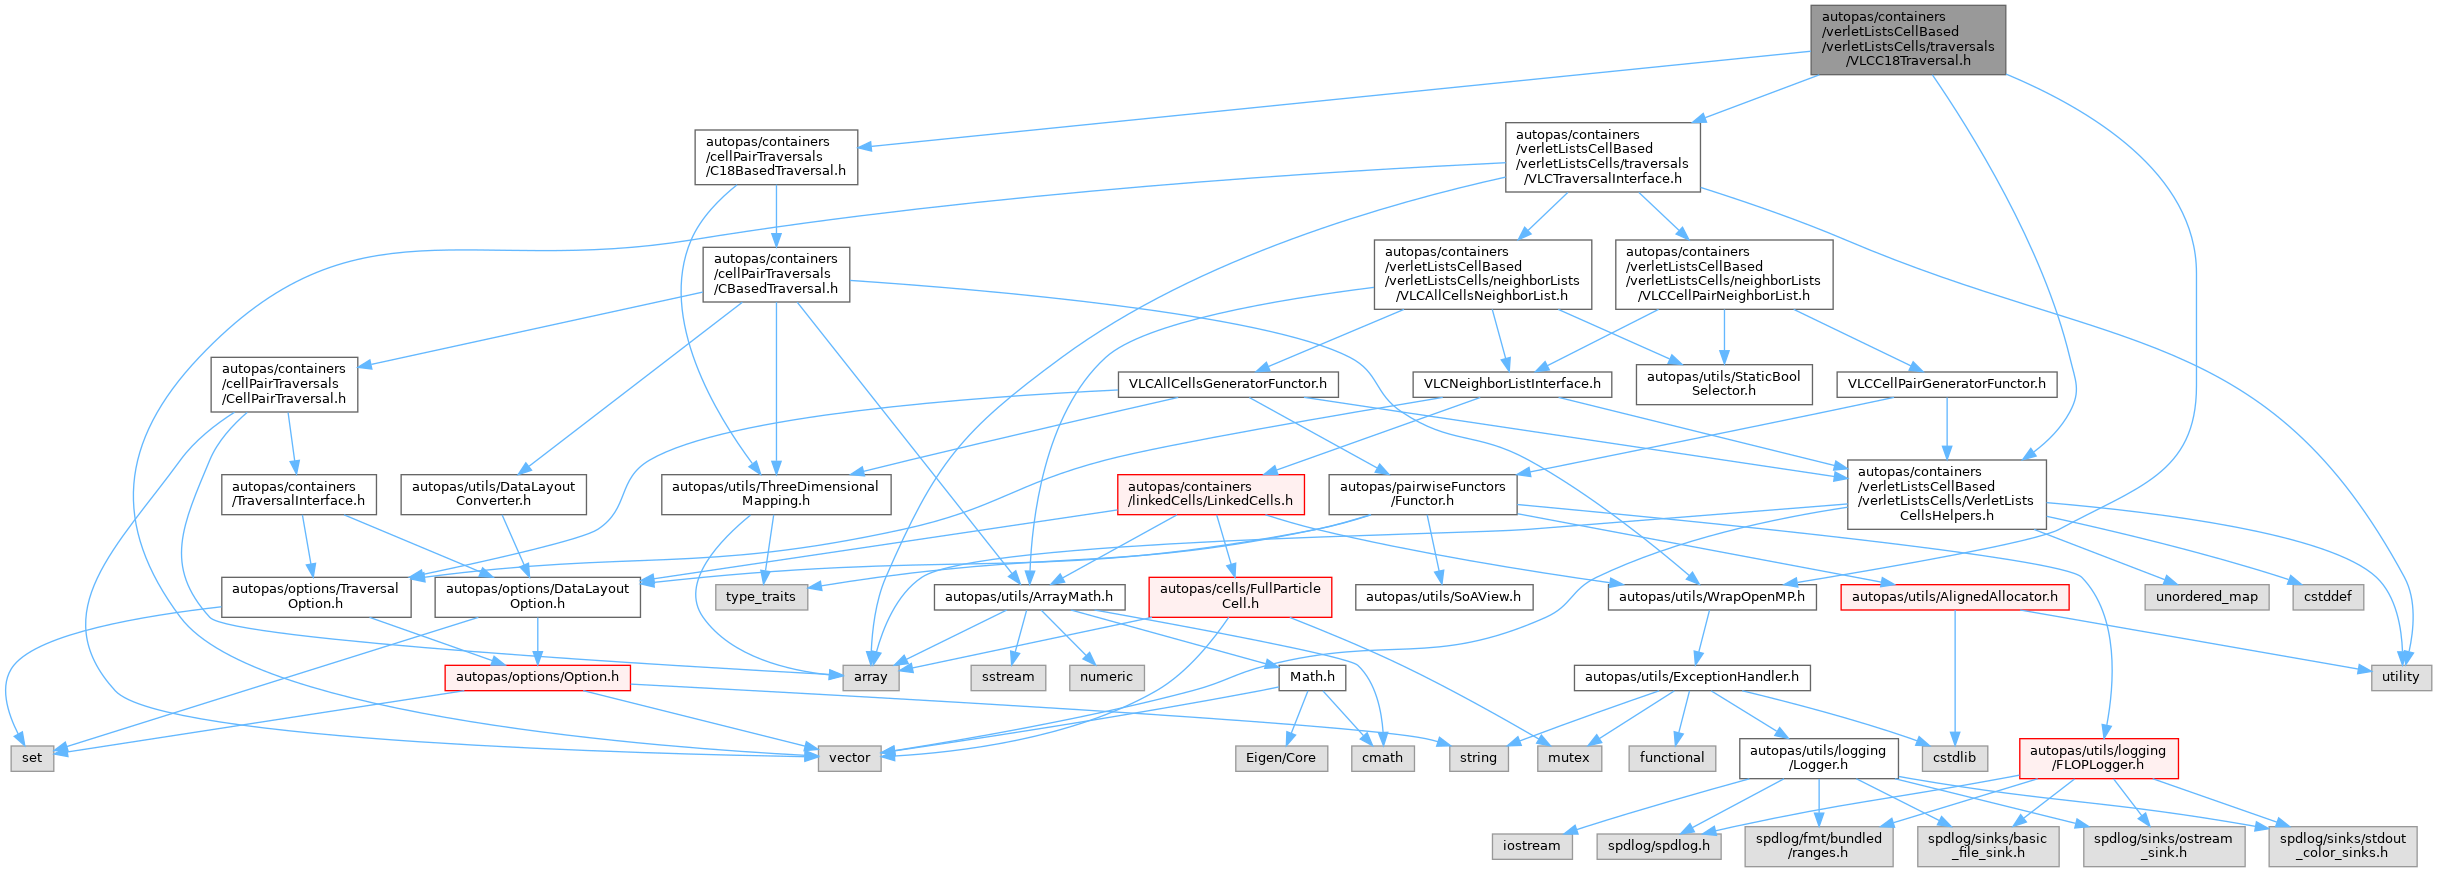 autopas/containers
/verletListsCellBased
/verletListsCells/traversals
/VLCC18Traversal.h
autopas/containers
/cellPairTraversals
/C18BasedTraversal.h
autopas/containers
/verletListsCellBased
/verletListsCells/traversals
/VLCTraversalInterface.h
autopas/containers
/cellPairTraversals
/CBasedTraversal.h
autopas/containers
/verletListsCellBased
/verletListsCells/neighborLists
/VLCAllCellsNeighborList.h
autopas/containers
/verletListsCellBased
/verletListsCells/neighborLists
/VLCCellPairNeighborList.h
autopas/containers
/cellPairTraversals
/CellPairTraversal.h
VLCAllCellsGeneratorFunctor.h
VLCNeighborListInterface.h
autopas/utils/StaticBool
Selector.h
VLCCellPairGeneratorFunctor.h
autopas/containers
/TraversalInterface.h
autopas/utils/DataLayout
Converter.h
autopas/utils/ThreeDimensional
Mapping.h
autopas/containers
/linkedCells/LinkedCells.h
autopas/pairwiseFunctors
/Functor.h
autopas/containers
/verletListsCellBased
/verletListsCells/VerletLists
CellsHelpers.h
autopas/options/Traversal
Option.h
autopas/options/DataLayout
Option.h
type_traits
autopas/utils/ArrayMath.h
autopas/cells/FullParticle
Cell.h
autopas/utils/SoAView.h
autopas/utils/WrapOpenMP.h
autopas/utils/AlignedAllocator.h
unordered_map
cstddef
autopas/options/Option.h
array
sstream
numeric
Math.h
autopas/utils/ExceptionHandler.h
utility
set
vector
Eigen/Core
cmath
string
mutex
functional
autopas/utils/logging
/Logger.h
cstdlib
autopas/utils/logging
/FLOPLogger.h
iostream
spdlog/spdlog.h
spdlog/fmt/bundled
/ranges.h
spdlog/sinks/basic
_file_sink.h
spdlog/sinks/ostream
_sink.h
spdlog/sinks/stdout
_color_sinks.h